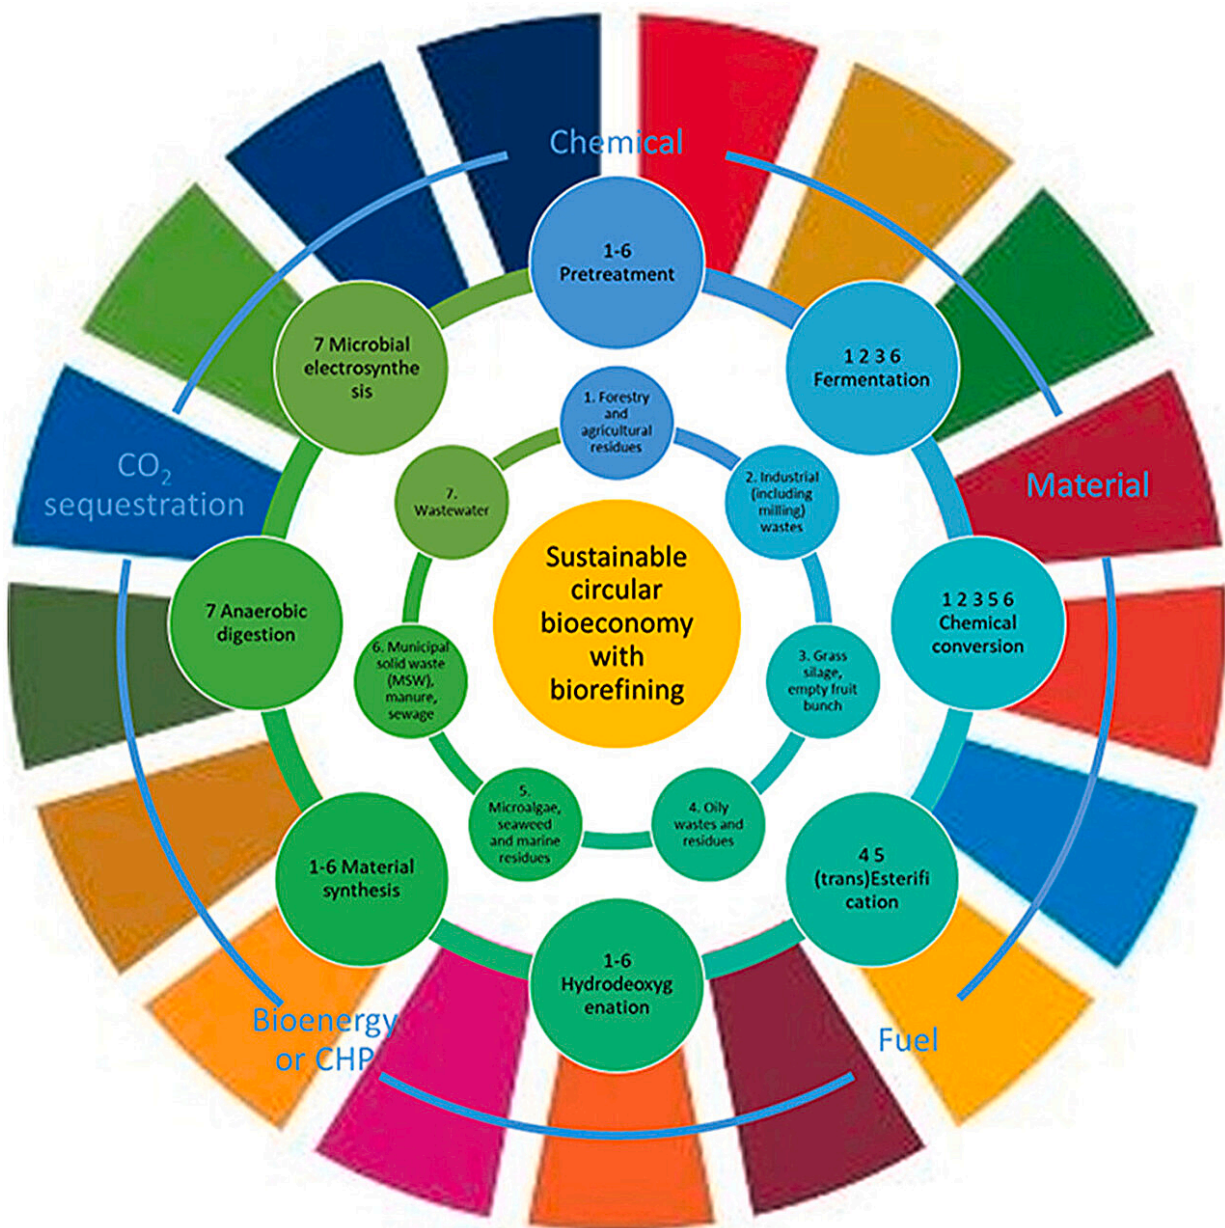 Chemical
1-6
Pretreatment
1 2 3 6
Fermentation
Material
1 2 3 5 6
Chemical
conversion
4 5
(trans)Esterifi
cation
Fuel
1-6
Hydrodeoxyg
enation
Bioenergy
or CHP
1-6 Material
synthesis
7 Anaerobic
digestion
CO₂
sequestration
7 Microbial
electrosynthe
sis
1. Forestry
and
agricultural
residues
2. Industrial
(including
milling)
wastes
3. Grass
silage,
empty fruit
bunch
4. Oily
wastes and
residues
5.
Microalgae,
seaweed
and marine
residues
6. Municipal
solid waste
(MSW),
manure,
sewage
7.
Wastewater
Sustainable
circular
bioeconomy
with
biorefining